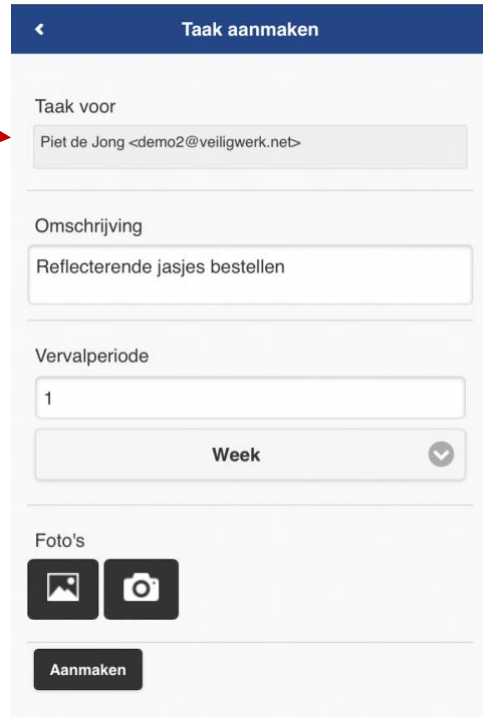 Taak aanmaken
Taak voor
Piet de Jong <demo2@veiligwerk.net>
Omschrijving
Reflecterende jasjes bestellen
Vervalperiode
1
Week
Foto's
Aanmaken